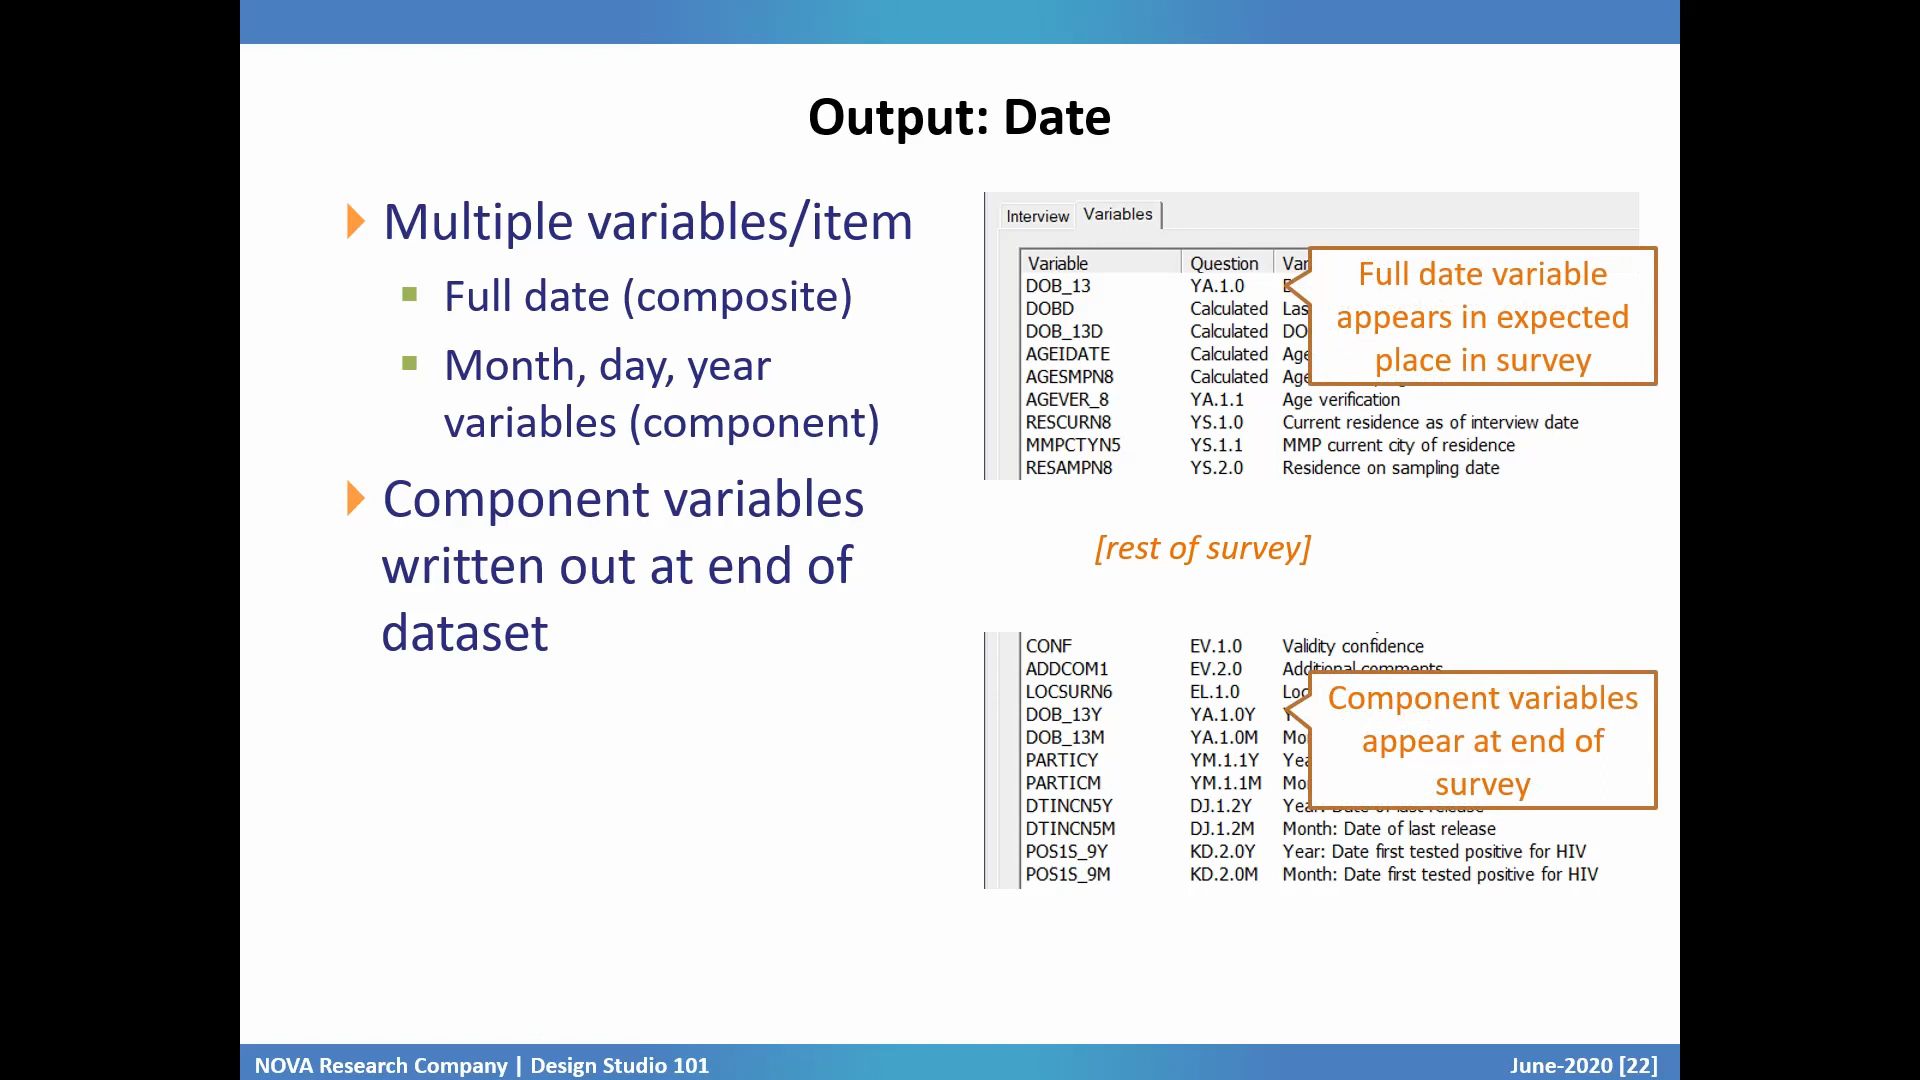 Output: Date
Multiple variables/item
Full date (composite)
Month, day, year
variables (component)
Component variables
written out at end of
dataset
Interview Variables
Variable Question
DOB_13 YA.1.0
DOBD Calculated
DOB_13D Calculated
AGEIDATE Calculated
AGESMPN8 Calculated
AGEVER_8 YA.1.1 Age verification
RESCURN8 YS.1.0 Current residence as of interview date
MMPCTYN5 YS.1.1 MMP current city of residence
RESAMPN8 YS.2.0 Residence on sampling date
Full date variable
appears in expected
place in survey
[rest of survey]
CONF EV.1.0 Validity confidence
ADDCOM1 EV.2.0 Additional comments
LOCSURN6 EL.1.0
DOB_13Y YA.1.0Y
DOB_13M YA.1.0M
PARTICY YM.1.1Y
PARTICM YM.1.1M
DTINCN5Y DJ.1.2Y Year: Date of last release
DTINCN5M DJ.1.2M Month: Date of last release
POS1S_9Y KD.2.0Y Year: Date first tested positive for HIV
POS1S_9M KD.2.0M Month: Date first tested positive for HIV
Component variables
appear at end of
survey
NOVA Research Company | Design Studio 101
June-2020 [22]